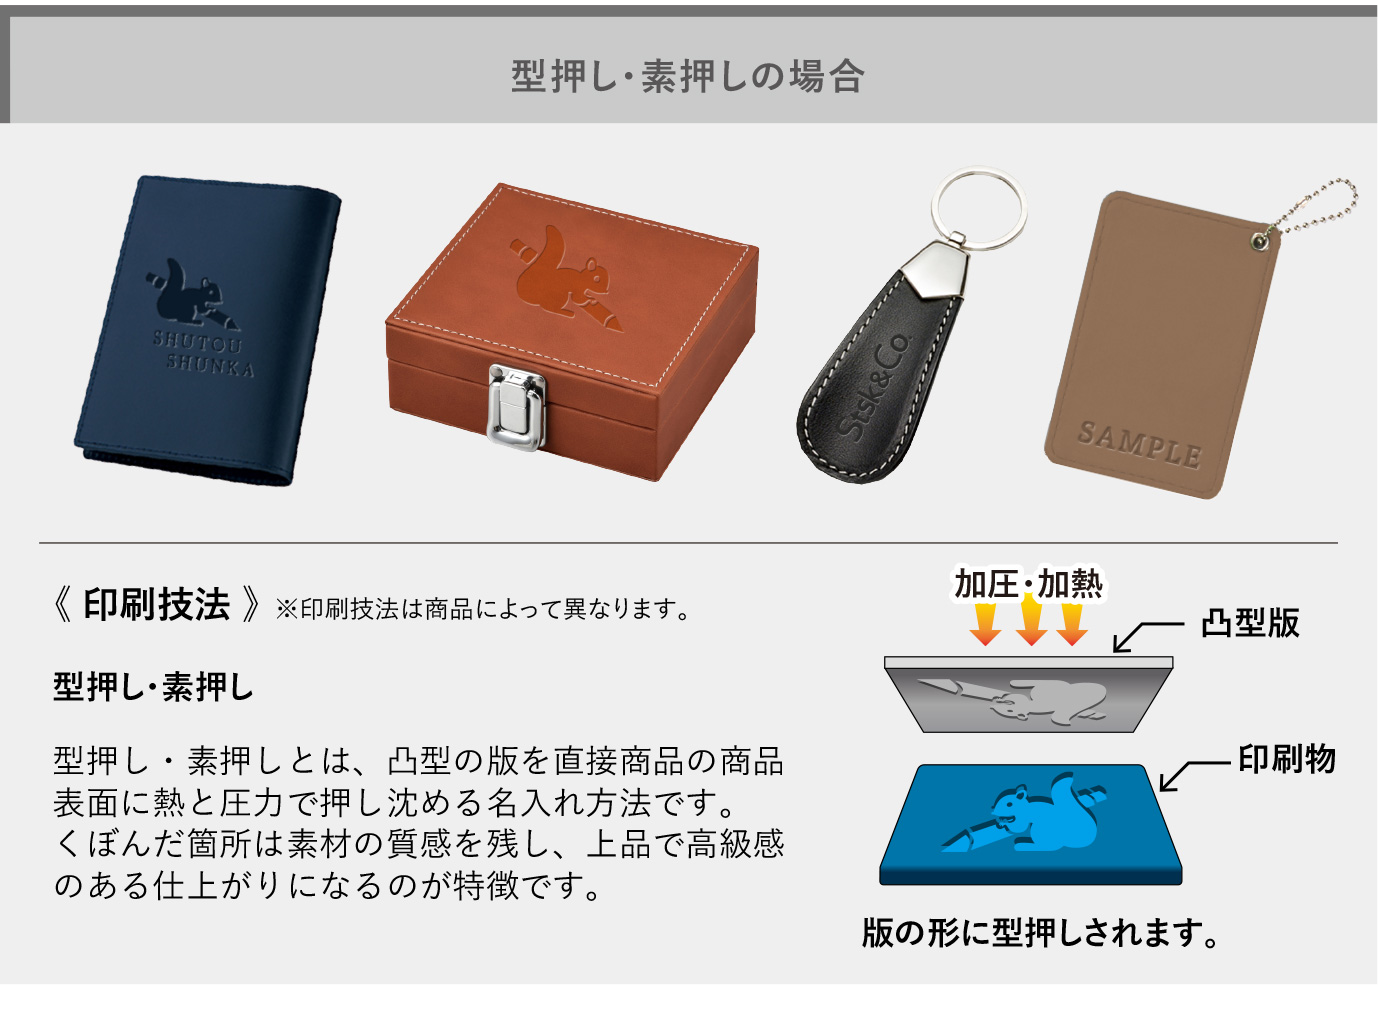 型押し・素押しの場合
SHUTOU
SHUNKA
Stsk&Co.
SAMPLE
《 印刷技法 》 ※印刷技法は商品によって異なります。
型押し・素押し
型押し・素押しとは、凸型の版を直接商品の商品
表面に熱と圧力で押し沈める名入れ方法です。
くぼんだ箇所は素材の質感を残し、上品で高級感
のある仕上がりになるのが特徴です。
加圧・加熱
凸型版
印刷物
版の形に型押しされます。